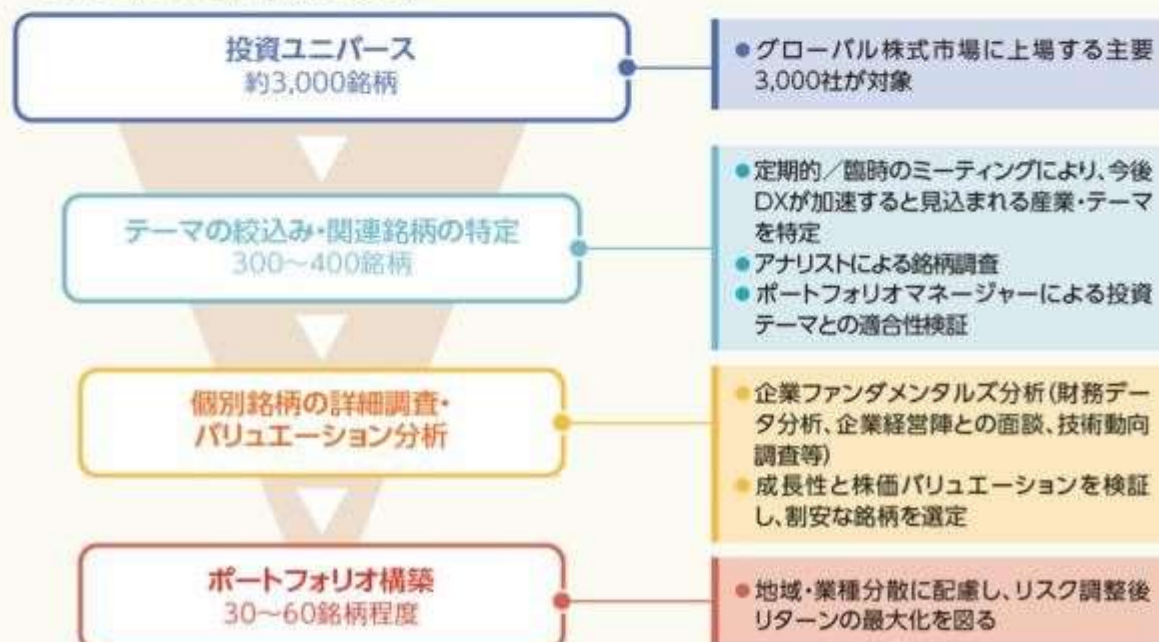 投資ユニバース
約3,000銘柄
●グローバル株式市場に上場する主要
3,000社が対象
テーマの絞込み・関連銘柄の特定
300〜400銘柄
●定期的／臨時のミーティングにより、今後
DXが加速すると見込まれる産業・テーマ
を特定
●アナリストによる銘柄調査
●ポートフォリオマネージャーによる投資
テーマとの適合性検証
個別銘柄の詳細調査・
バリュエーション分析
●企業ファンダメンタルズ分析(財務デー
タ分析、企業経営陣との面談、技術動向
調査等)
●成長性と株価バリュエーションを検証
し、割安な銘柄を選定
ポートフォリオ構築
30〜60銘柄程度
●地域・業種分散に配慮し、リスク調整後
リターンの最大化を図る